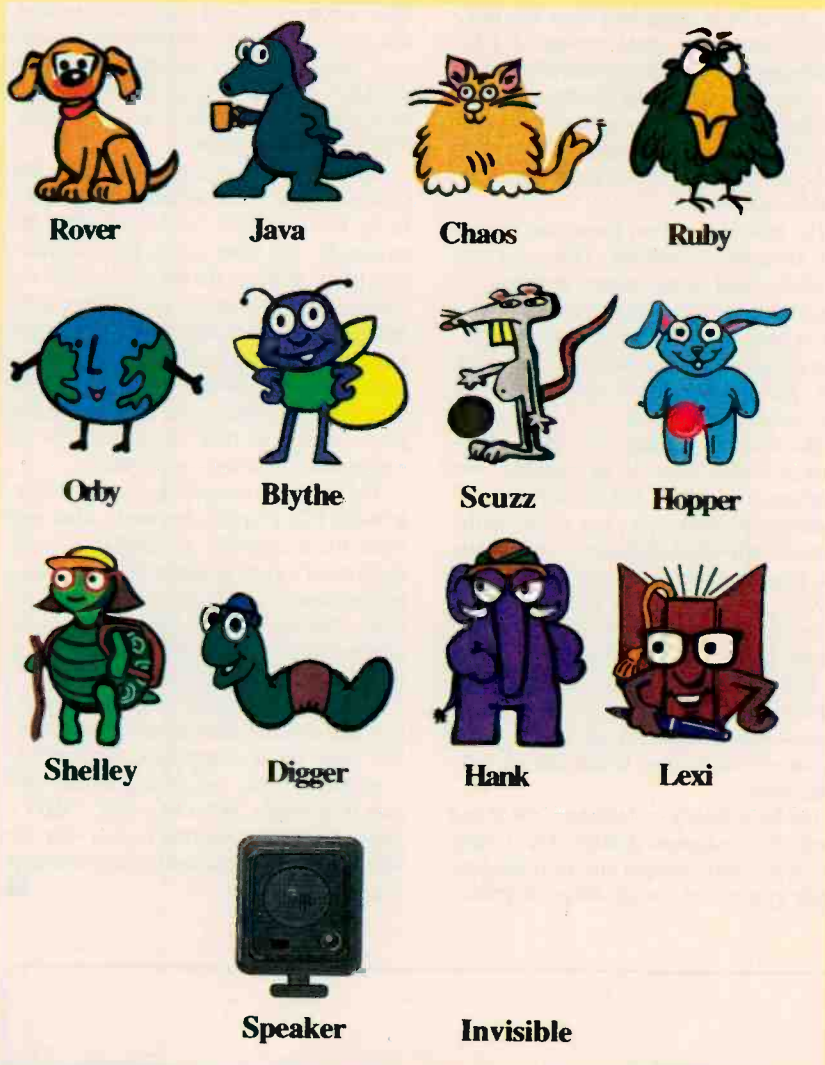 Rover Java Chaos Ruby
Orby Blythe Scuzz Hopper
Shelley Digger Hank Lexi
Speaker Invisible